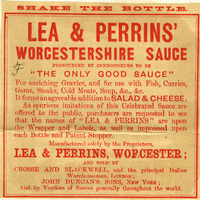 SHAKE THE BOTTLE.
LEA & PERRINS'
WORCESTERSHIRE SAUCE
PRONOUNCED BY CONNOISSEURS TO BE
"THE ONLY GOOD SAUCE"
For enriching Gravies, and for use with Fish, Curries,
Game, Steaks, Cold Meats, Soup, &c., &c.
It forms an agreeable addition to SALAD & CHEESE.
As spurious imitations of this Celebrated Sauce are
offered to the public, purchasers are requested to see
that the names of "LEA & PERRINS" are upon
the Wrapper and Labels, as well as impressed upon
each Bottle and Patent Stopper.
Manufactured solely by the Proprietors,
LEA & PERRINS, WORCESTER;
AND SOLD BY
CROSSE AND BLACKWELL, and the principal Italian
Warehousemen, LONDON;
JOHN DUNCAN'S SONS, NEW YORK;
And by Vendors of Sauces generally throughout the world.